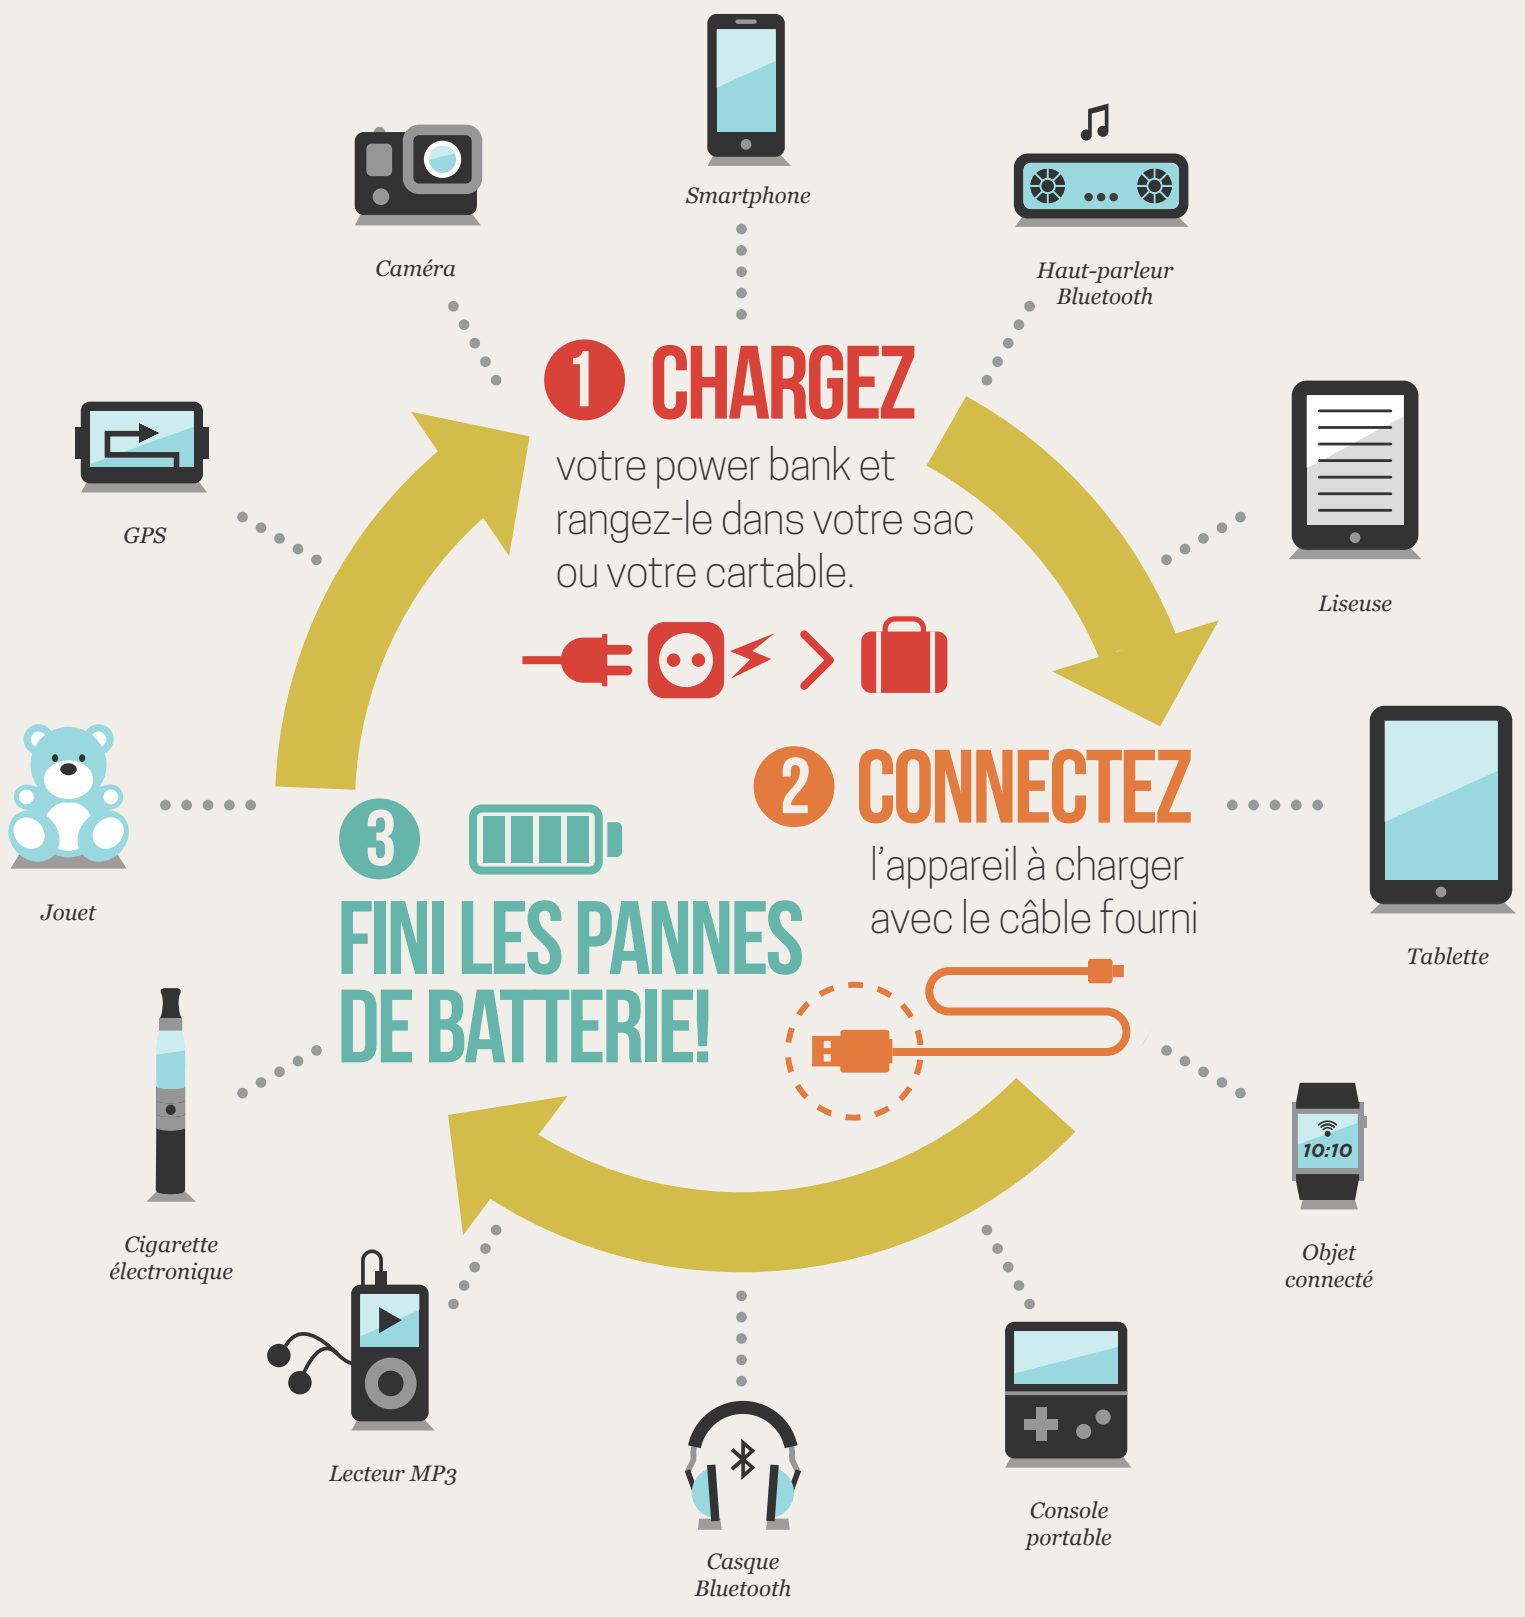 Smartphone
Caméra
Haut-parleur
Bluetooth
1 CHARGEZ
votre power bank et
rangez-le dans votre sac
ou votre cartable.
GPS
Liseuse
2 CONNECTEZ
l'appareil à charger
avec le câble fourni
3
FINI LES PANNES
DE BATTERIE!
Jouet
Tablette
10:10
Cigarette
électronique
Objet
connecté
Lecteur MP3
Console
portable
Casque
Bluetooth